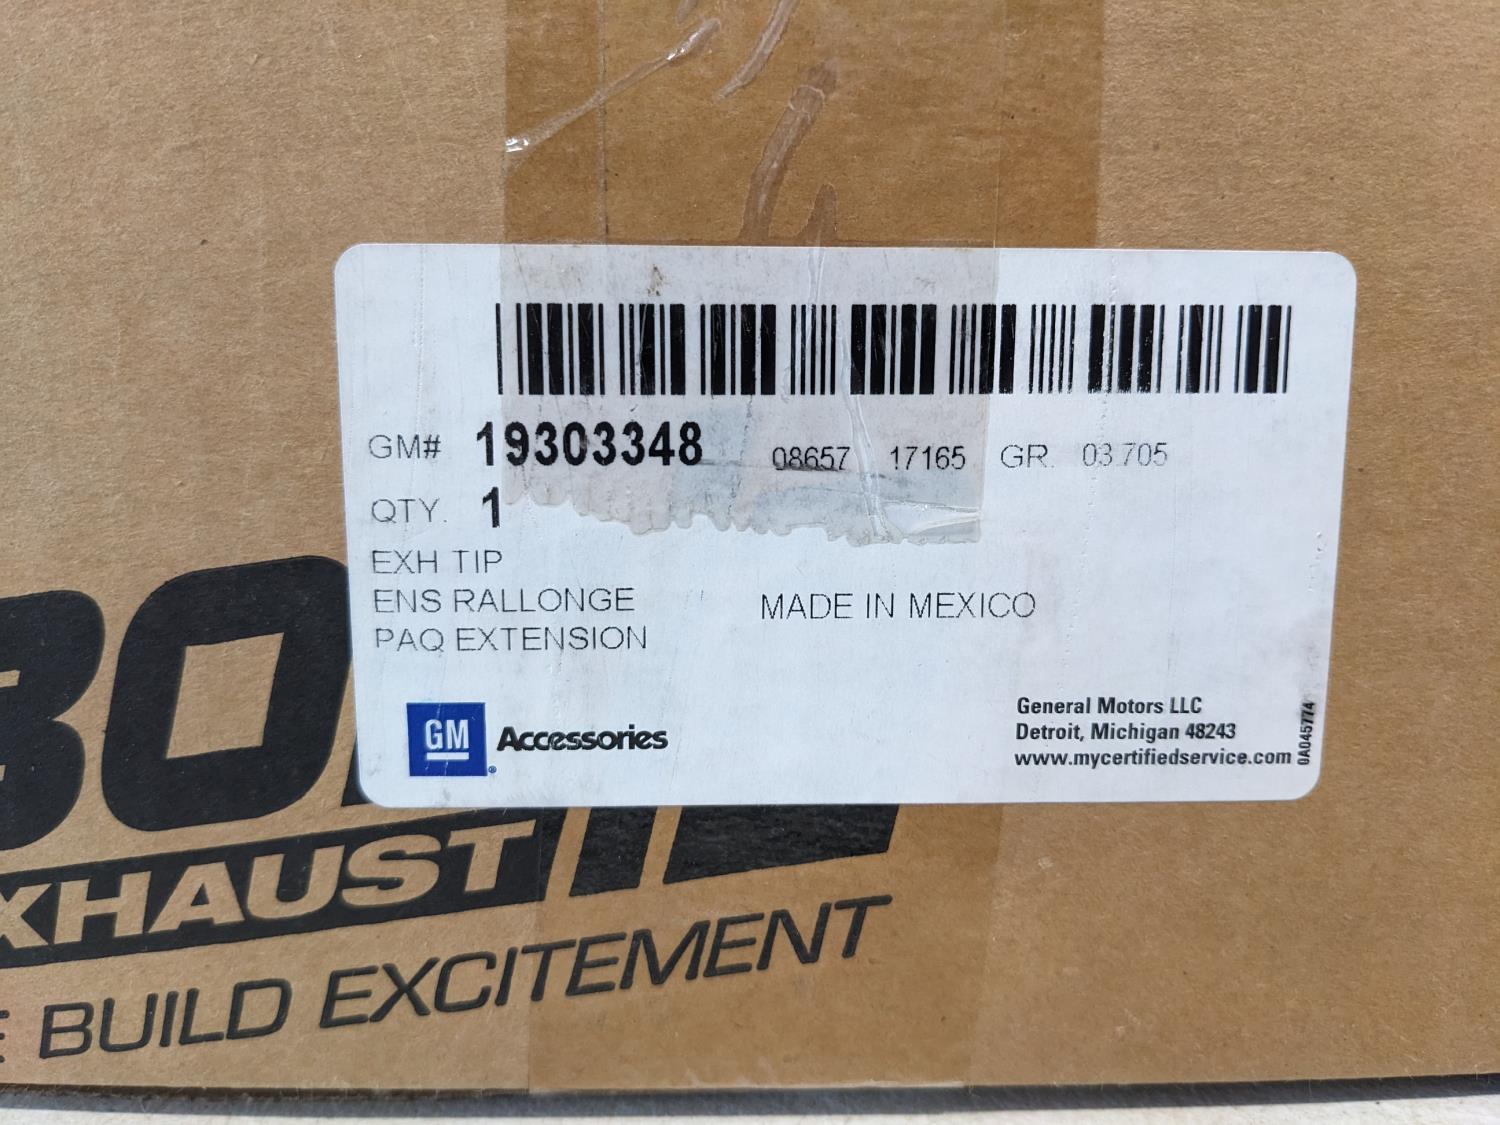 GM# 19303348 08657 17165 GR. 03.705
QTY. 1
EXH TIP
ENS RALLONGE
PAQ EXTENSION
MADE IN MEXICO
GM
Accessories
General Motors LLC
Detroit, Michigan 48243
www.mycertifiedservice.com
0A045774
XHAUST
E BUILD EXCITEMENT